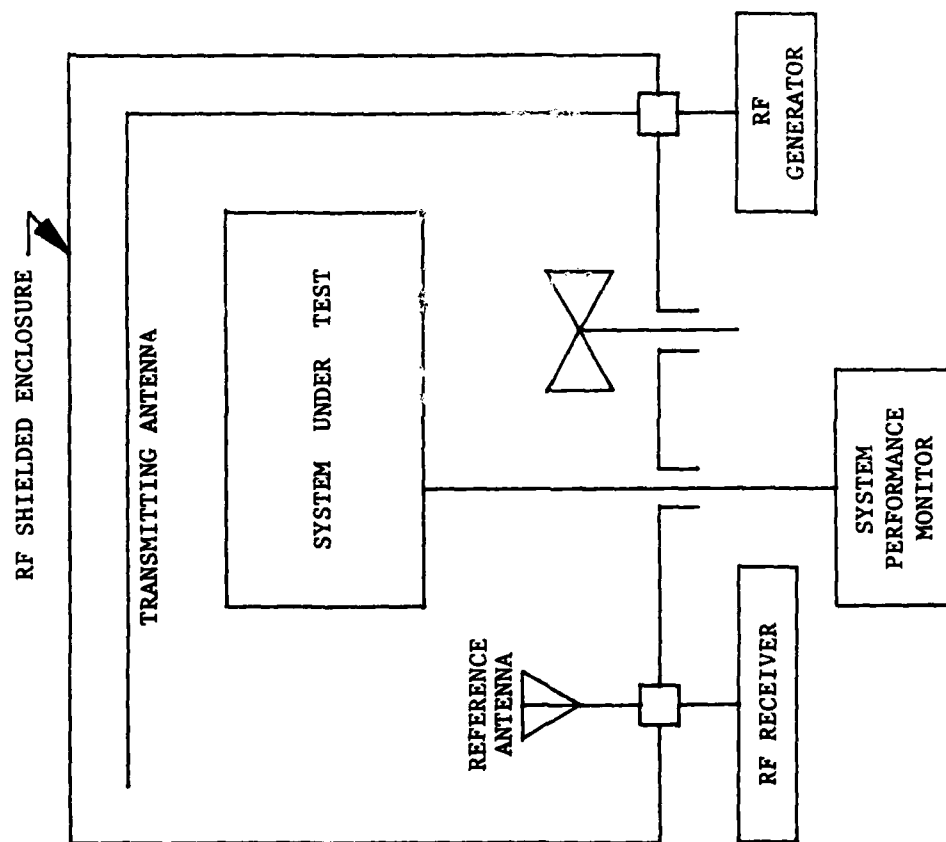 RF SHIELDED ENCLOSURE
TRANSMITTING ANTENNA
SYSTEM UNDER TEST
REFERENCE
ANTENNA
RF
GENERATOR
SYSTEM
PERFORMANCE
MONITOR
RF RECEIVER